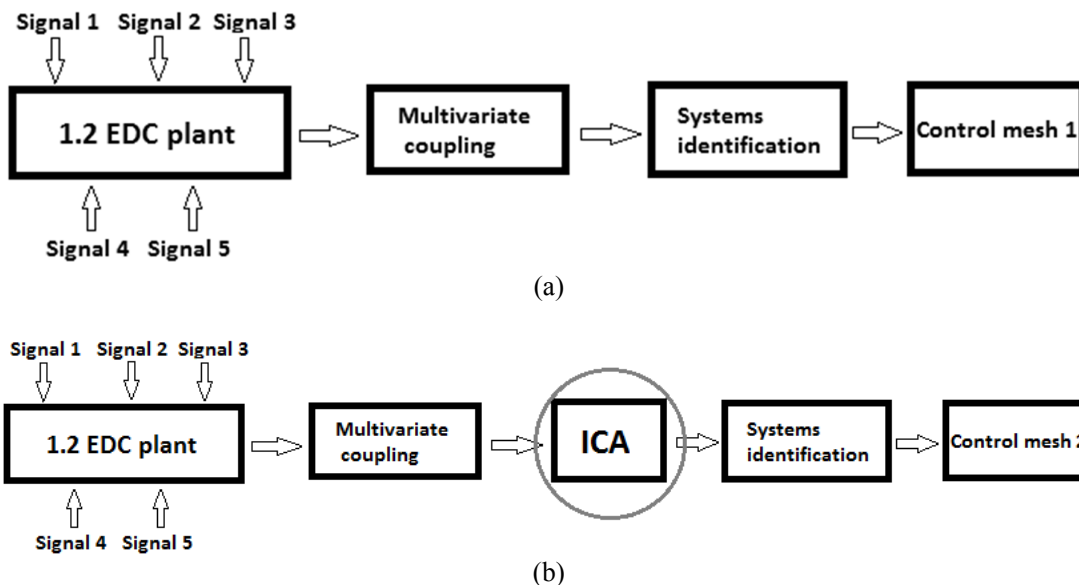 Signal 1 Signal 2 Signal 3
1.2 EDC plant
Multivariate
coupling
Systems
identification
Control mesh 1
Signal 4 Signal 5
(a)
Signal 1 Signal 2 Signal 3
1.2 EDC plant
Multivariate
coupling
ICA
Systems
identification
Control mesh 2
Signal 4 Signal 5
(b)